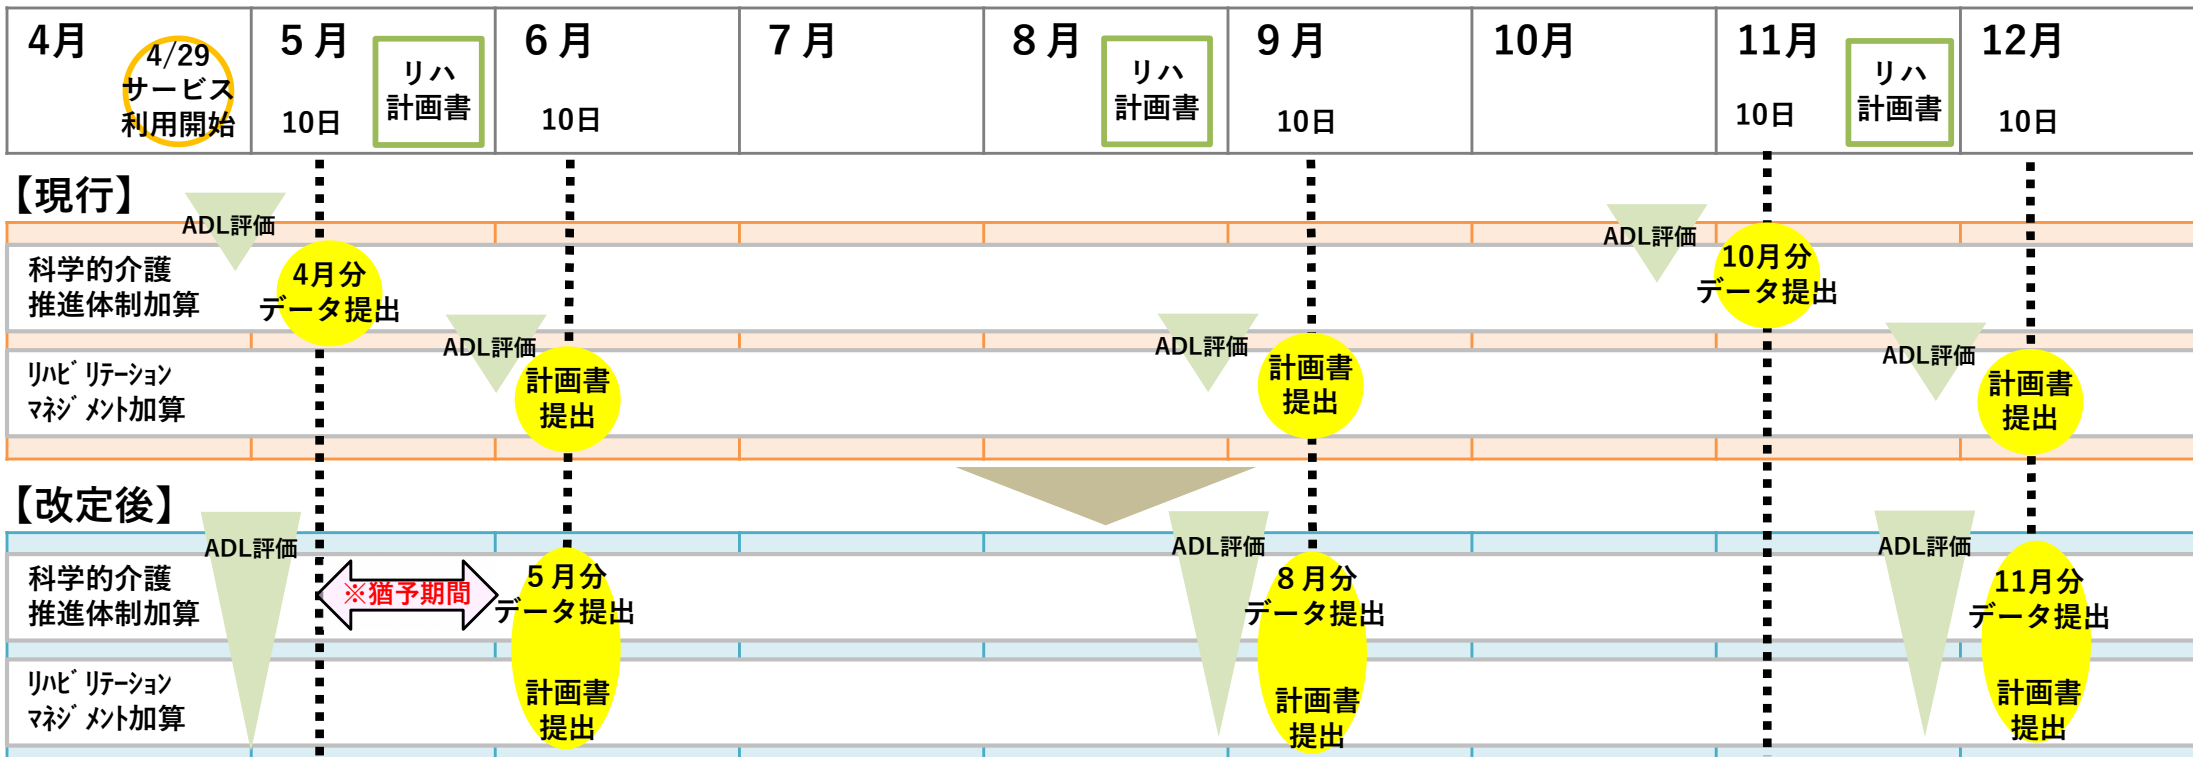 4月
4/29
サービス
利用開始
5月
10日
リハ
計画書
6月
10日
7月
8月
リハ
計画書
9月
10日
10月
11月
10日
リハ
計画書
12月
10日
【現行】
ADL評価
科学的介護
推進体制加算
4月分
データ提出
ADL評価
10月分
データ提出
リハビリテーション
マネジメント加算
ADL評価
計画書
提出
ADL評価
計画書
提出
ADL評価
計画書
提出
【改定後】
ADL評価
科学的介護
推進体制加算
※猶予期間
5月分
データ提出
ADL評価
8月分
データ提出
ADL評価
11月分
データ提出
リハビリテーション
マネジメント加算
計画書
提出
計画書
提出
計画書
提出